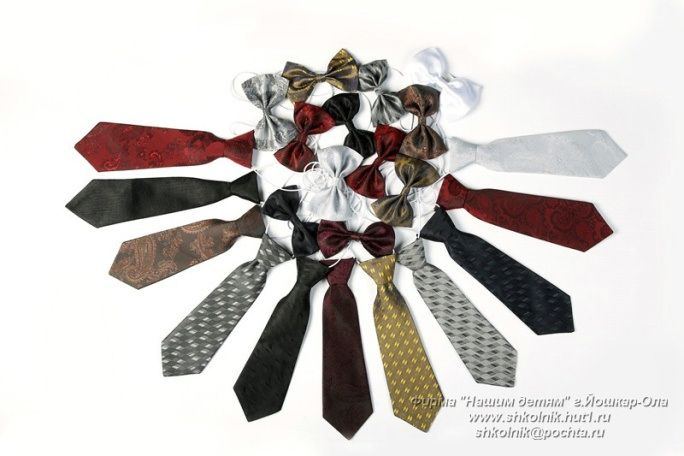 Фирма "Нашим детям" г.Йошкар-Ола
www.shkolnik.hut1.ru
shkolnik@pochta.ru